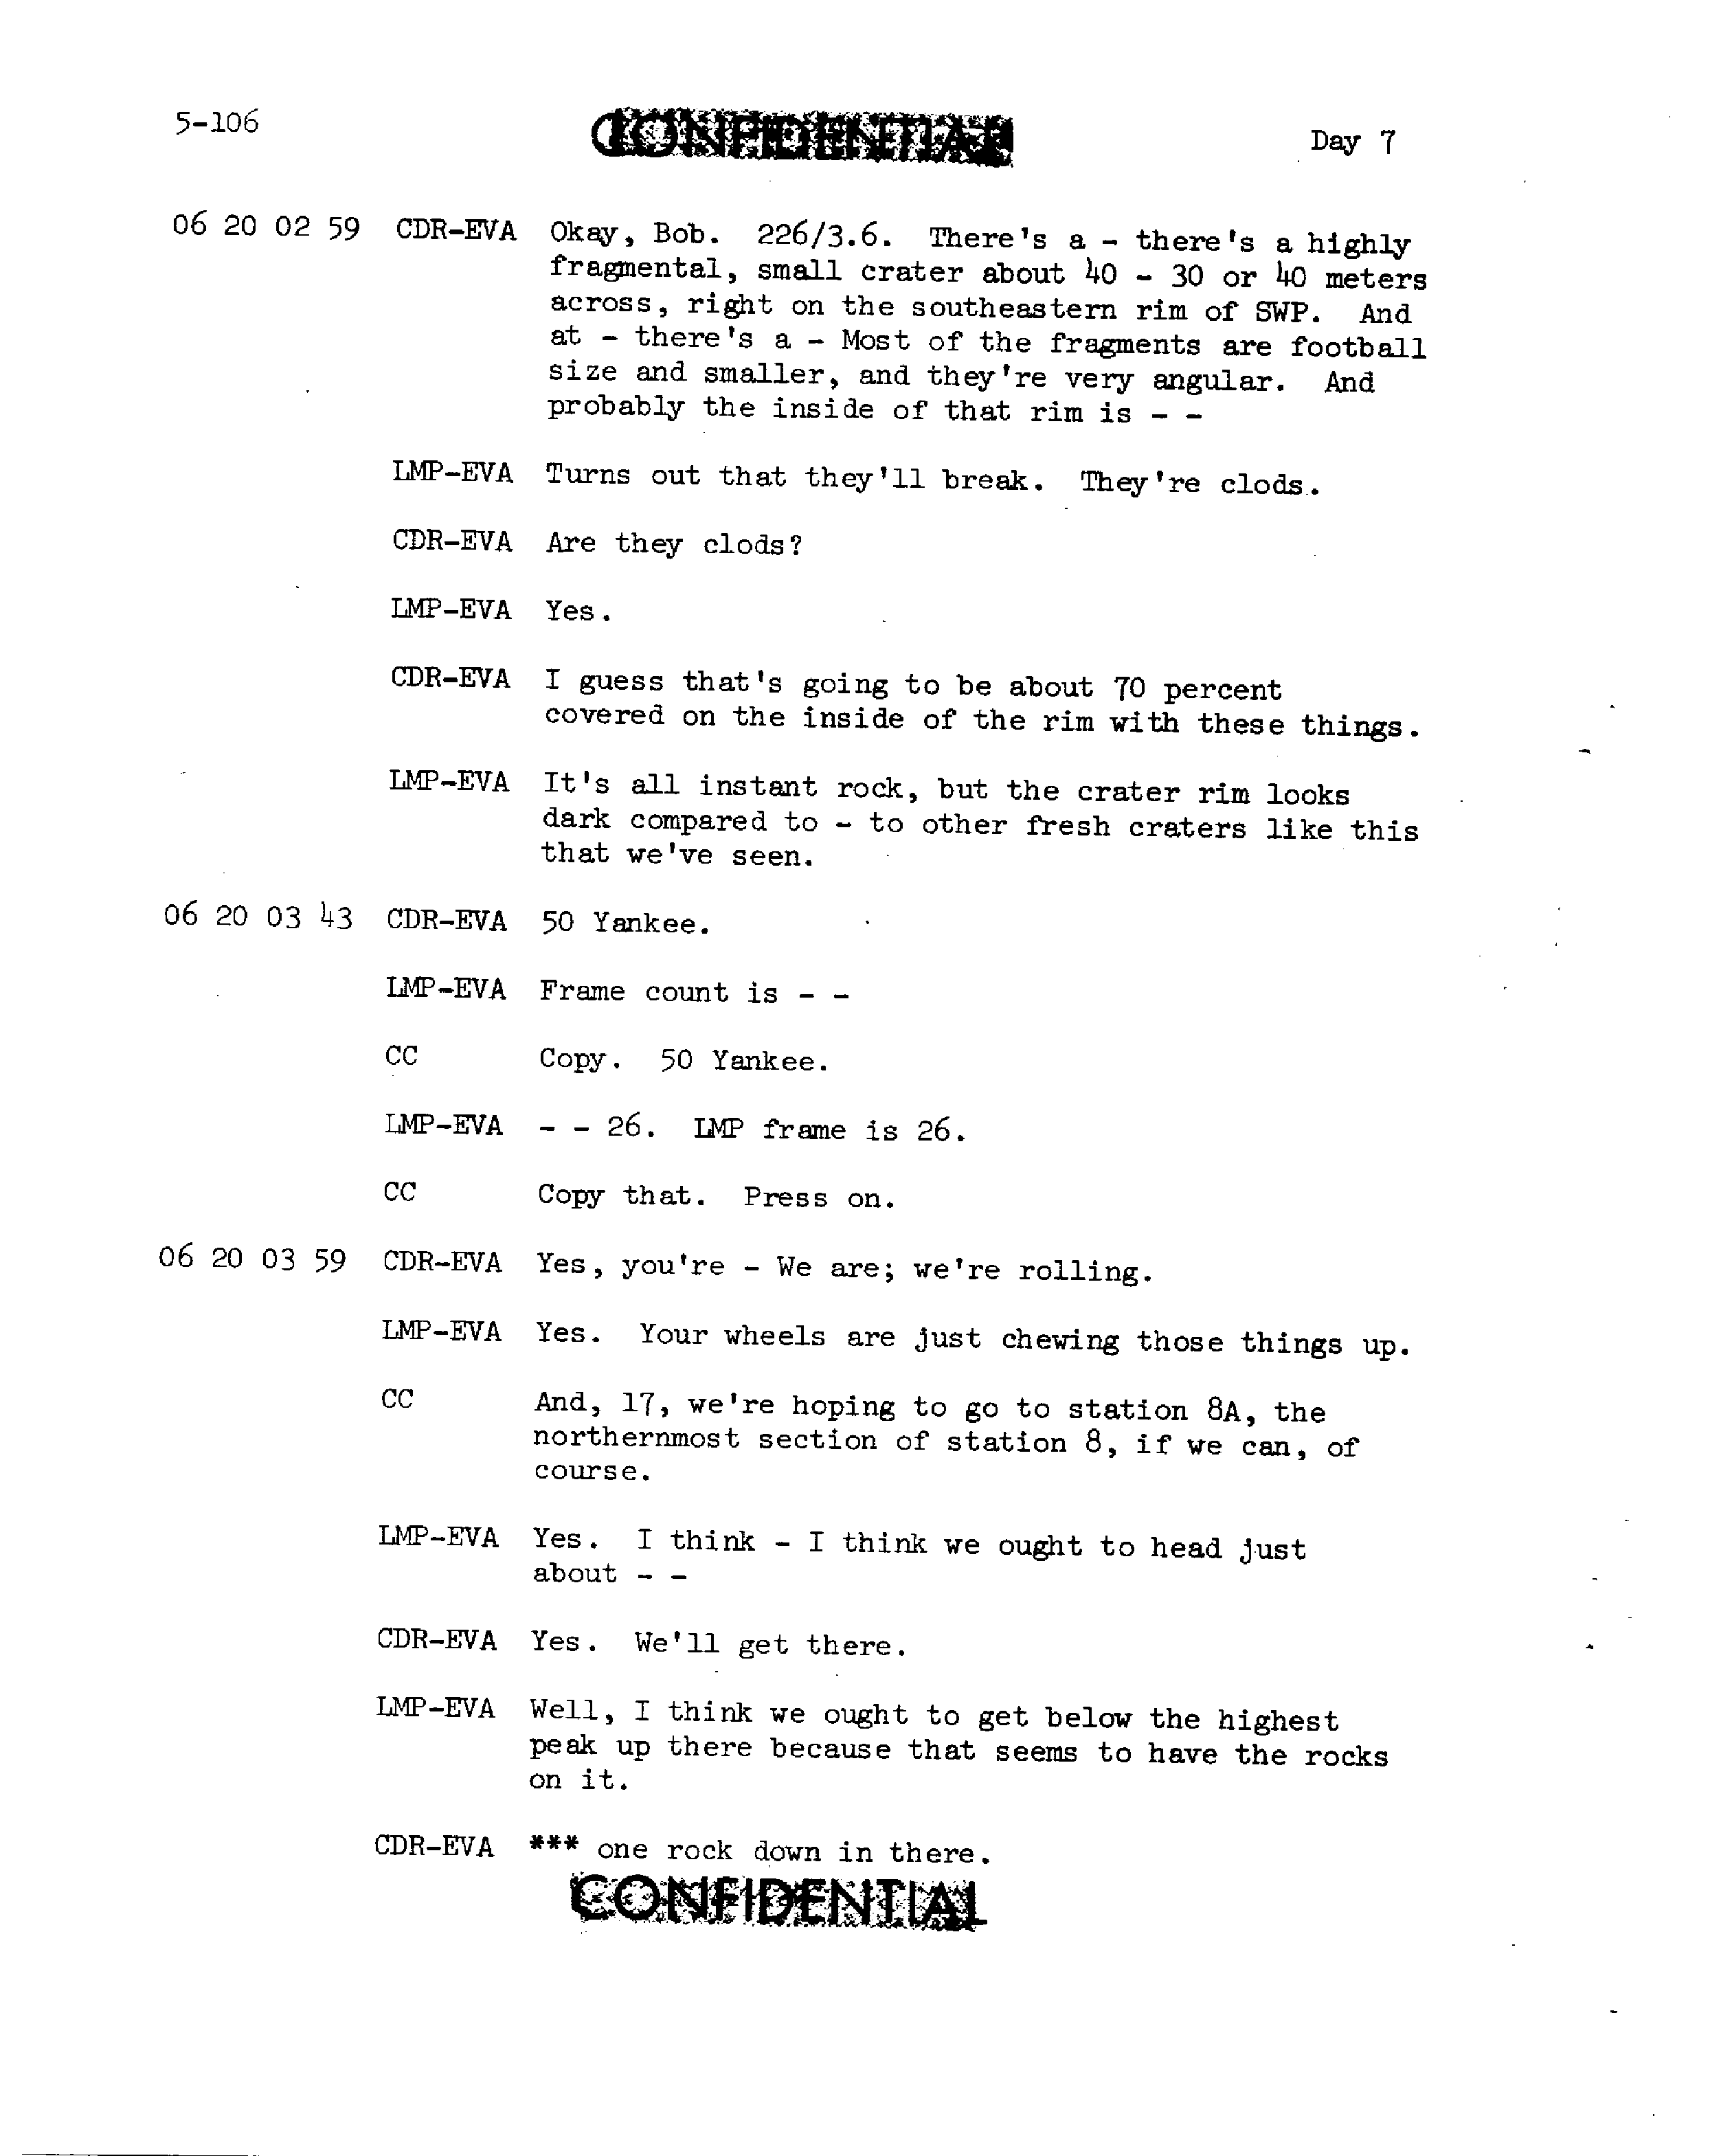 5-106
CONFIDENTIAL
Day 7
06 20 02 59 CDR-EVA Okay, Bob. 226/3.6. There's a - there's a highly
fragmental, small crater about 40 - 30 or 40 meters
across, right on the southeastern rim of SWP. And
at - there's a - Most of the fragments are football
size and smaller, and they're very angular. And
probably the inside of that rim is - -
LMP-EVA Turns out that they'll break. They're clods.
CDR-EVA Are they clods?
LMP-EVA Yes.
CDR-EVA I guess that's going to be about 70 percent
covered on the inside of the rim with these things.
LMP-EVA It's all instant rock, but the crater rim looks
dark compared to - to other fresh craters like this
that we've seen.
06 20 03 43 CDR-EVA 50 Yankee.
LMP-EVA Frame count is - -
CC Copy. 50 Yankee.
LMP-EVA - - 26. LMP frame is 26.
CC Copy that. Press on.
06 20 03 59 CDR-EVA Yes, you're - We are; we're rolling.
LMP-EVA Yes. Your wheels are just chewing those things up.
CC And, 17, we're hoping to go to station 8A, the
northernmost section of station 8, if we can, of
course.
LMP-EVA Yes. I think - I think we ought to head just
about - -
CDR-EVA Yes. We'll get there.
LMP-EVA Well, I think we ought to get below the highest
peak up there because that seems to have the rocks
on it.
CDR-EVA *** one rock down in there.
CONFIDENTIAL